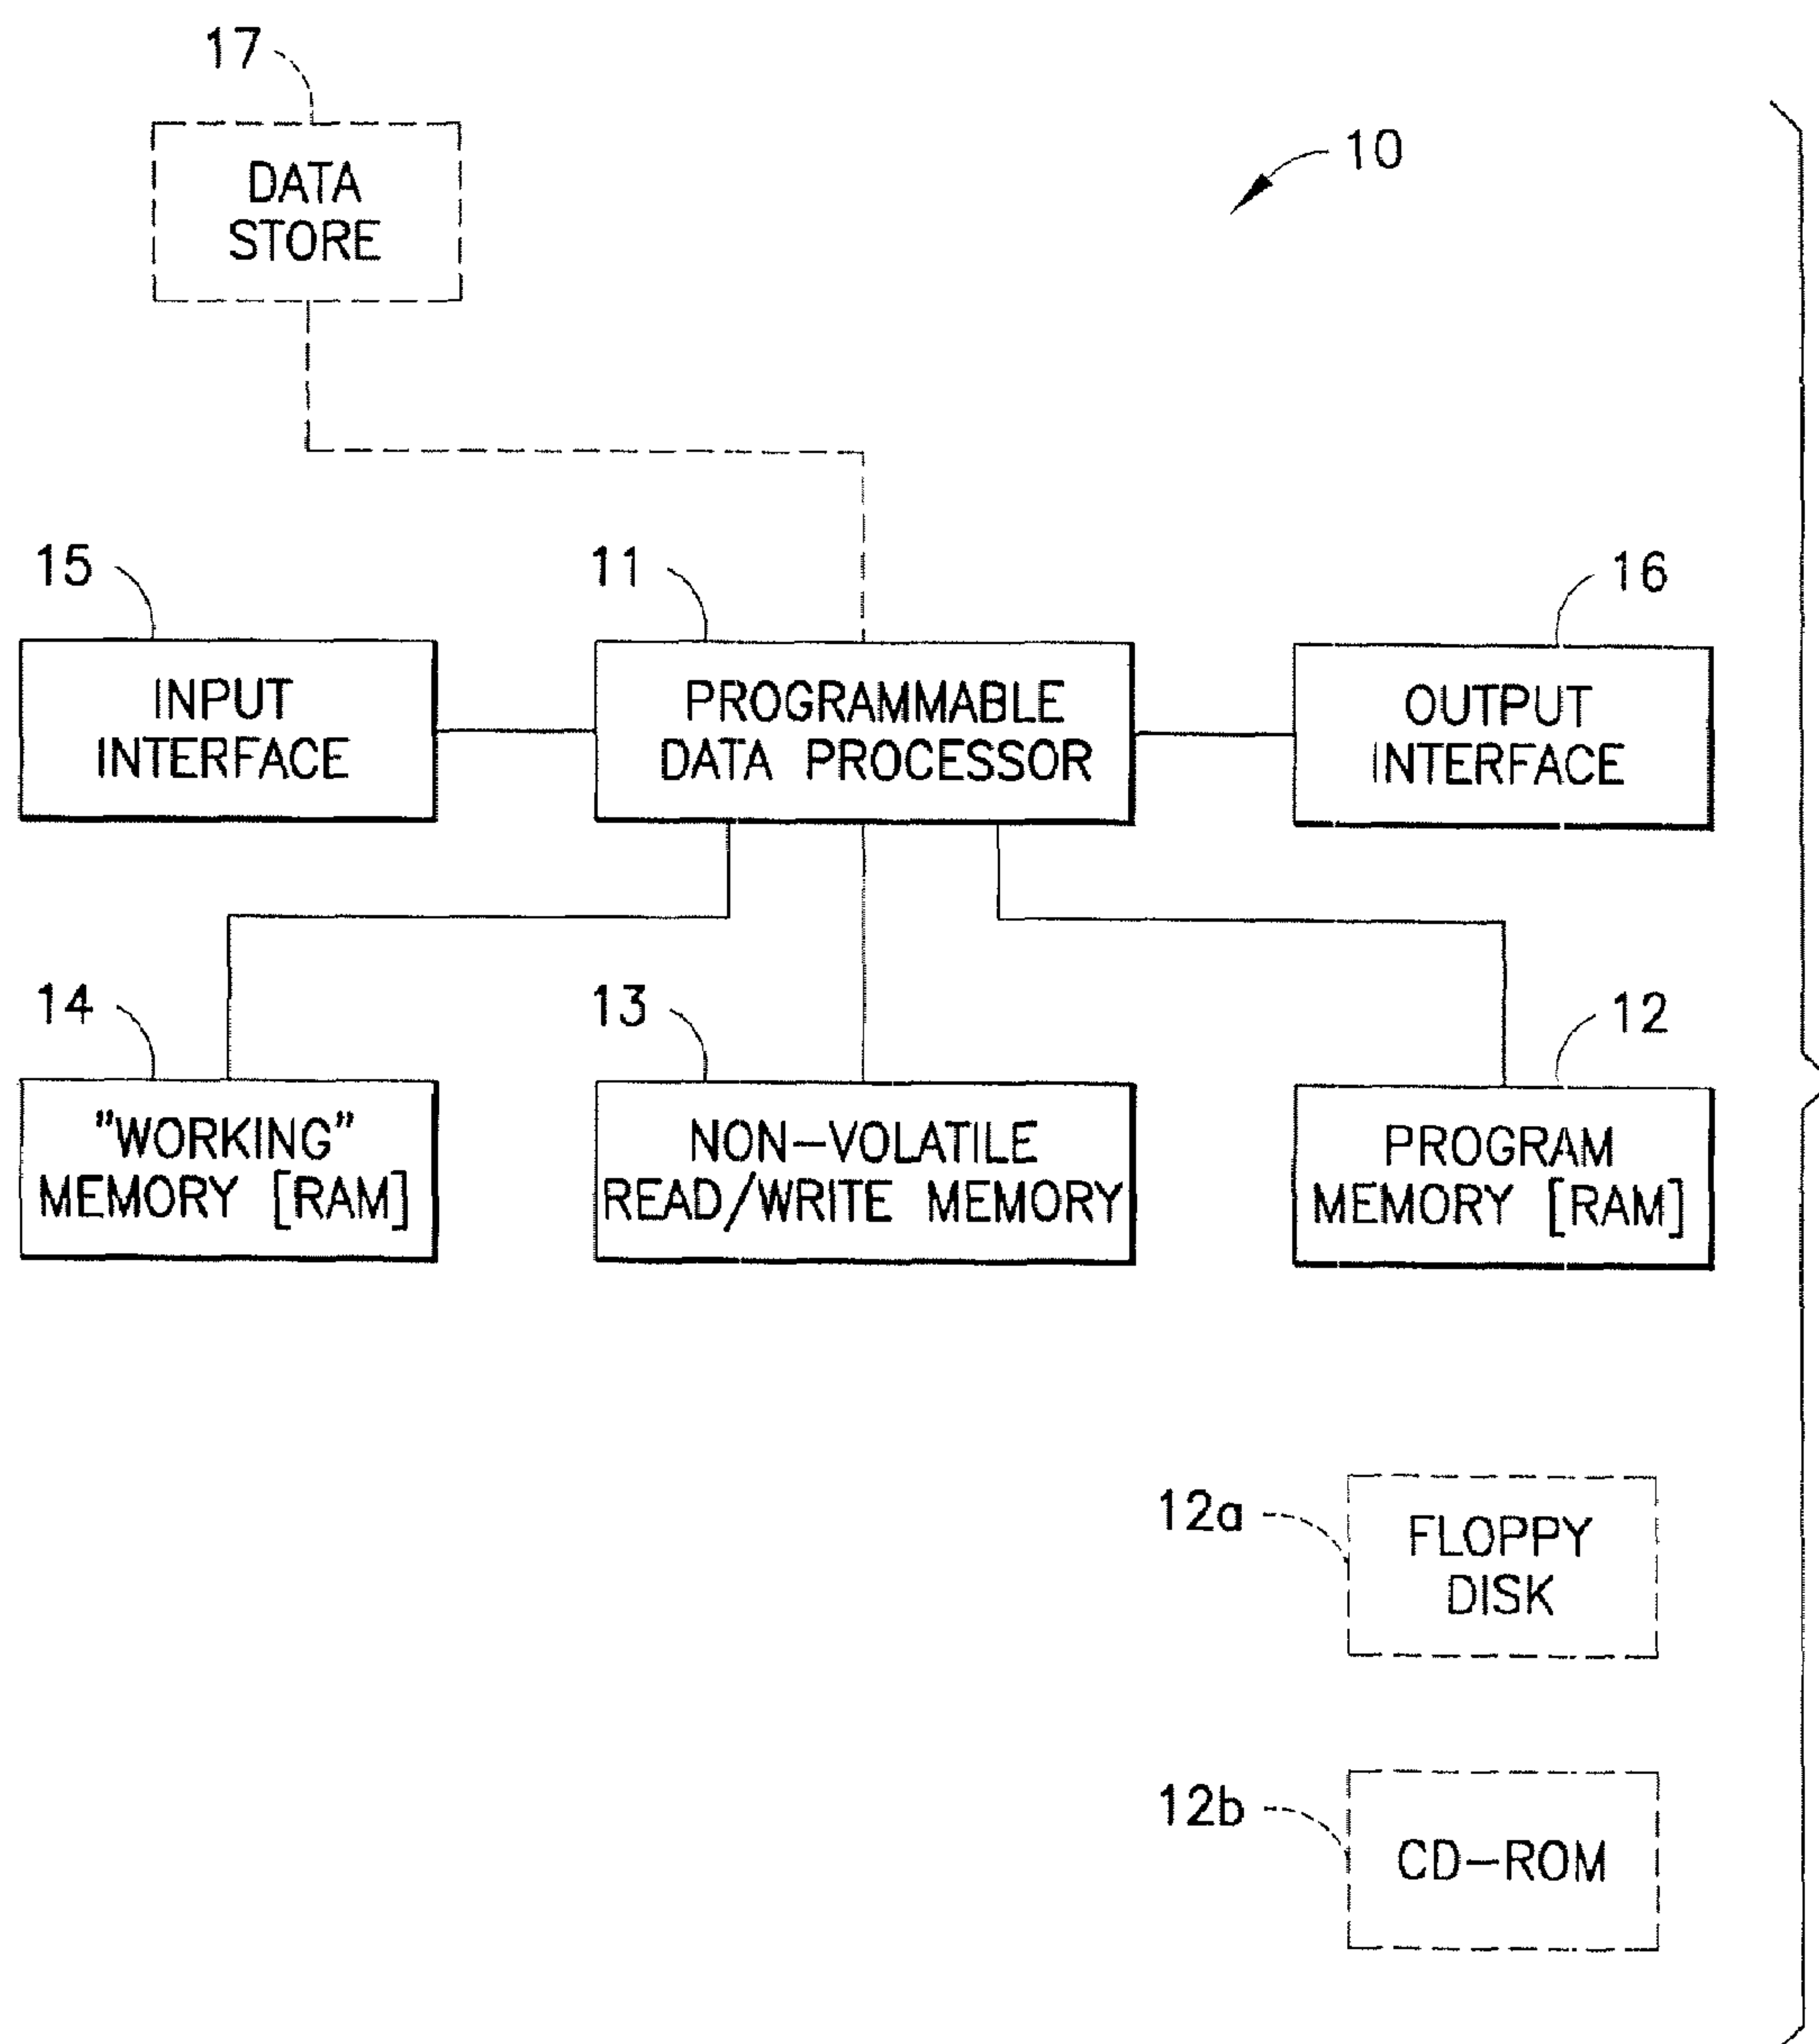 17
DATA
STORE
10
15
11
16
INPUT
INTERFACE
PROGRAMMABLE
DATA PROCESSOR
OUTPUT
INTERFACE
14
13
12
"WORKING"
MEMORY [RAM]
NON-VOLATILE
READ/WRITE MEMORY
PROGRAM
MEMORY [RAM]
12a
FLOPPY
DISK
12b
CD-ROM